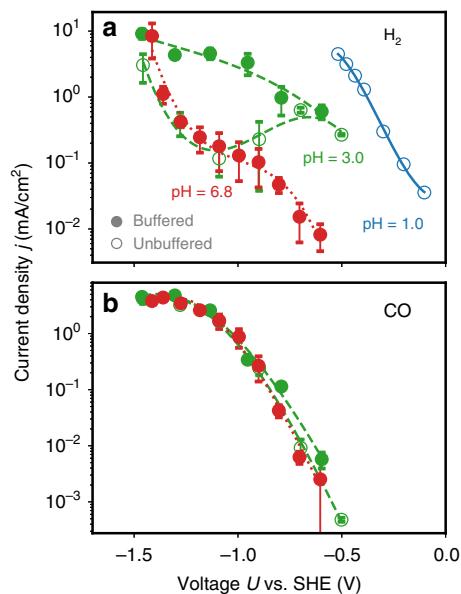 a
H₂
10¹
10⁰
10⁻¹
10⁻²
pH = 6.8
pH = 3.0
pH = 1.0
Buffered
Unbuffered
Current density j (mA/cm²)
b
CO
10⁰
10⁻¹
10⁻²
10⁻³
−1.5
−1.0
−0.5
0.0
Voltage U vs. SHE (V)